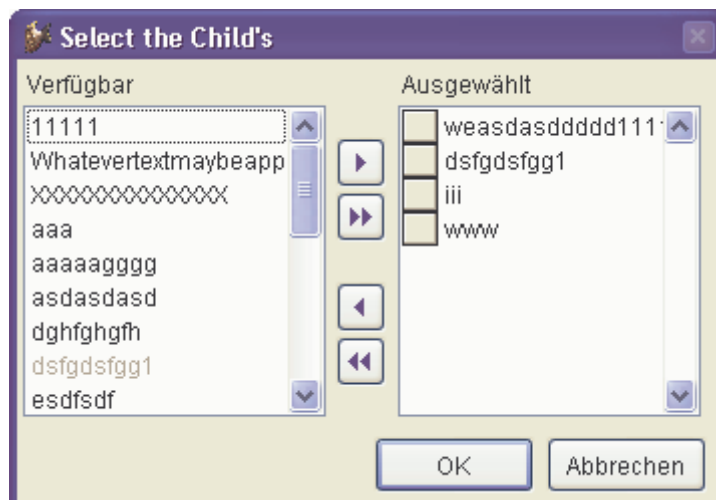 Select the Child's
Verfügbar
11111
Whatevertextmaybeapp
XXXXXXXXXXXXXX
aaa
aaaaagggg
asdasdasd
dghfghgfh
dsfgdsfgg1
esdfsdf
Ausgewählt
weasdasddddd111
dsfgdsfgg1
iii
www
OK
Abbrechen